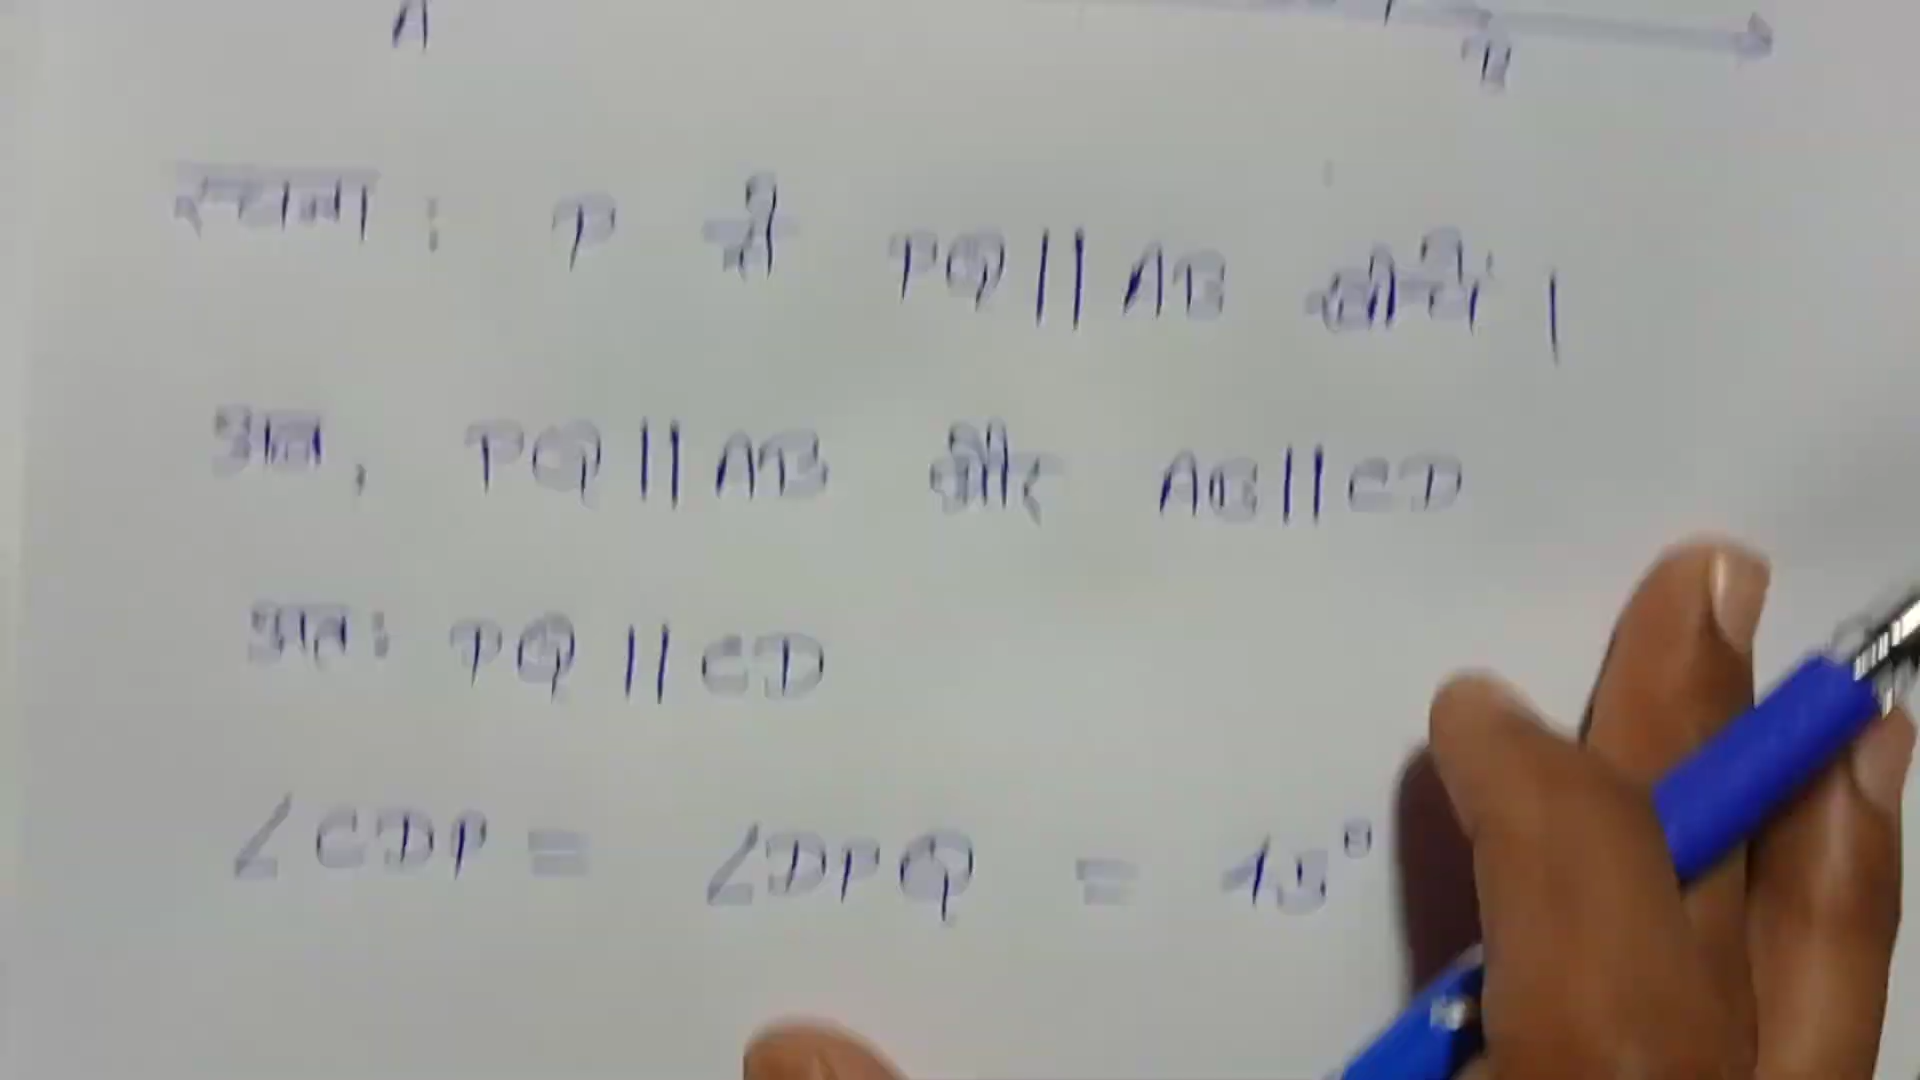 A
रचना : P से PQ || AB खींचें ।
अब, PQ || AB और AB || CD
अतः PQ || CD
∠CDP = ∠DPQ = 45°